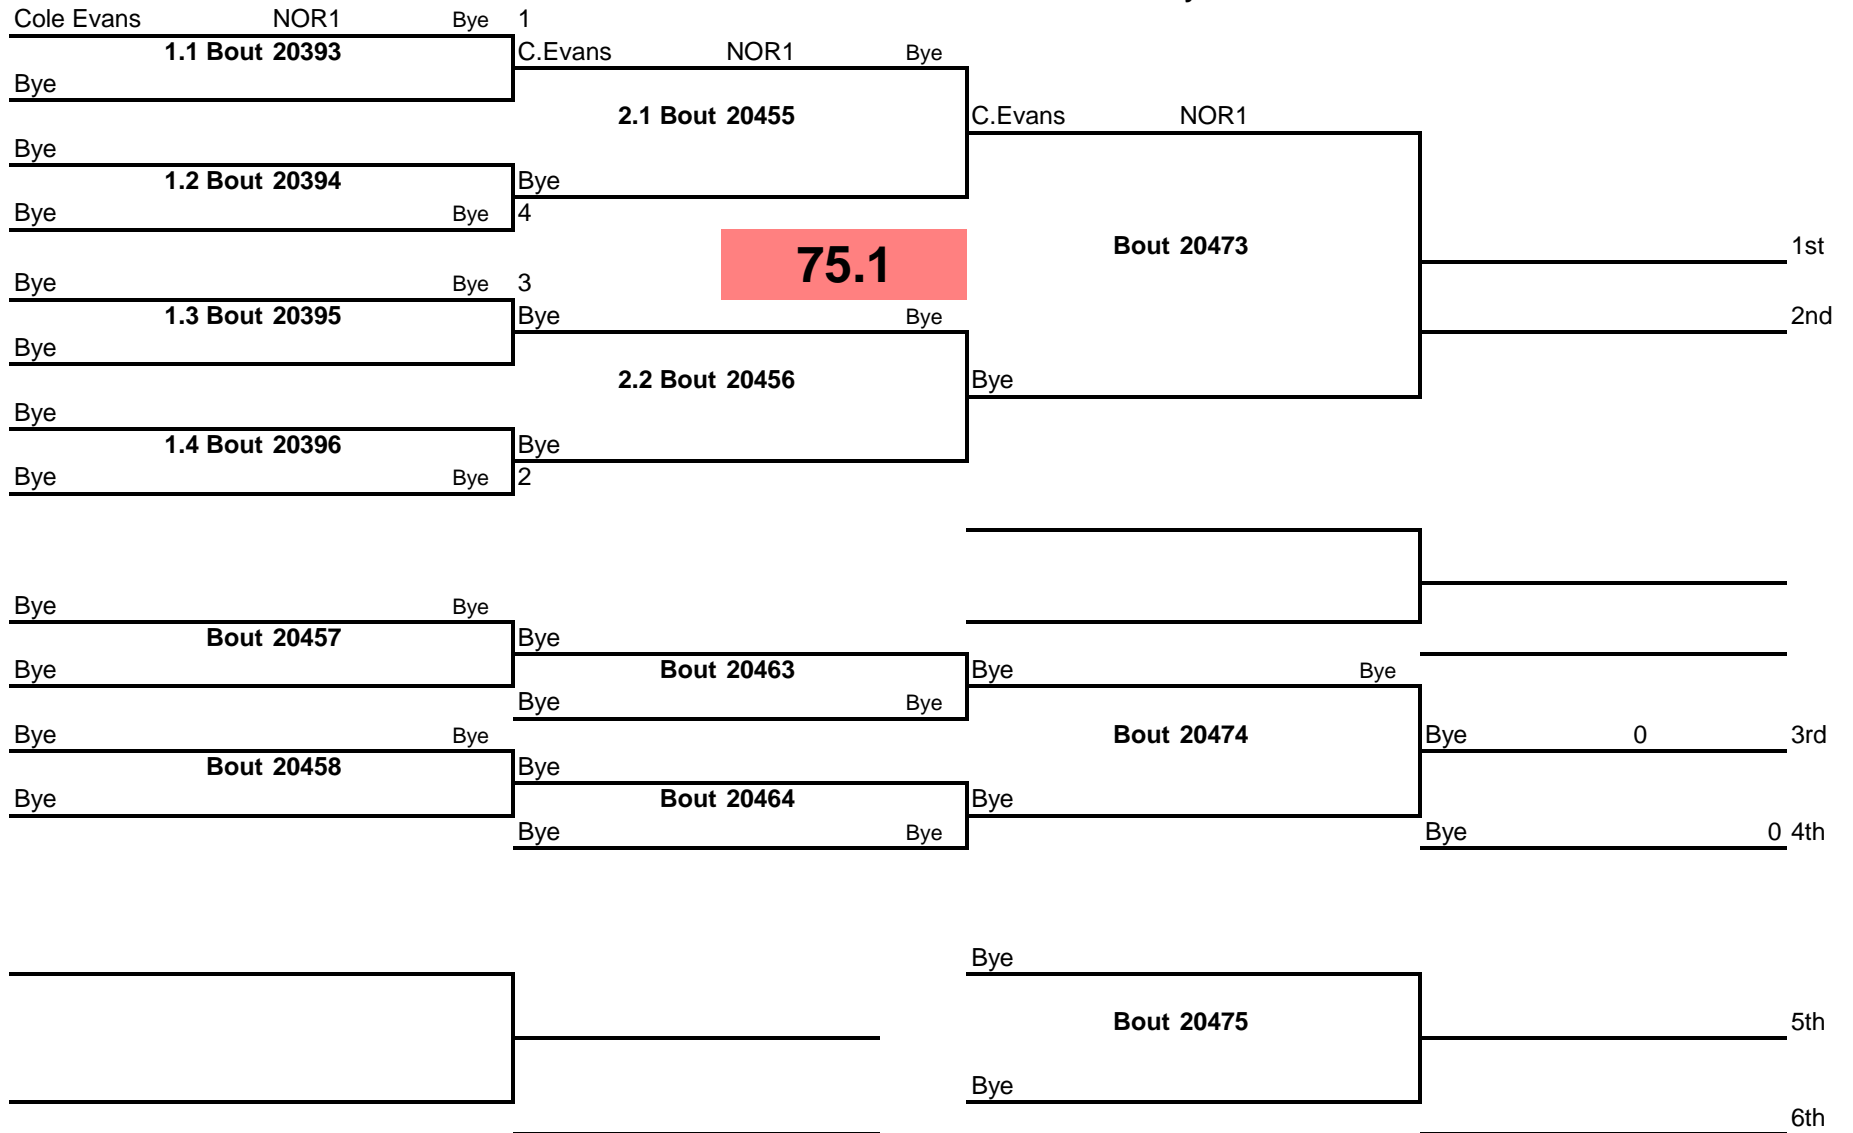 Cole Evans NOR1 Bye 1
1.1 Bout 20393 C.Evans NOR1 Bye
Bye
2.1 Bout 20455 C.Evans NOR1
Bye
1.2 Bout 20394 Bye
Bye Bye 4
75.1 Bout 20473 1st
Bye Bye 3
1.3 Bout 20395 Bye Bye 2nd
Bye
2.2 Bout 20456 Bye
Bye
1.4 Bout 20396 Bye
Bye Bye 2
Bye Bye
Bout 20457 Bye
Bye Bout 20463 Bye Bye
Bye Bye
Bye Bye Bout 20474 Bye 0 3rd
Bout 20458 Bye
Bye Bout 20464 Bye
Bye Bye Bye 0 4th
Bye
Bout 20475 5th
Bye
6th